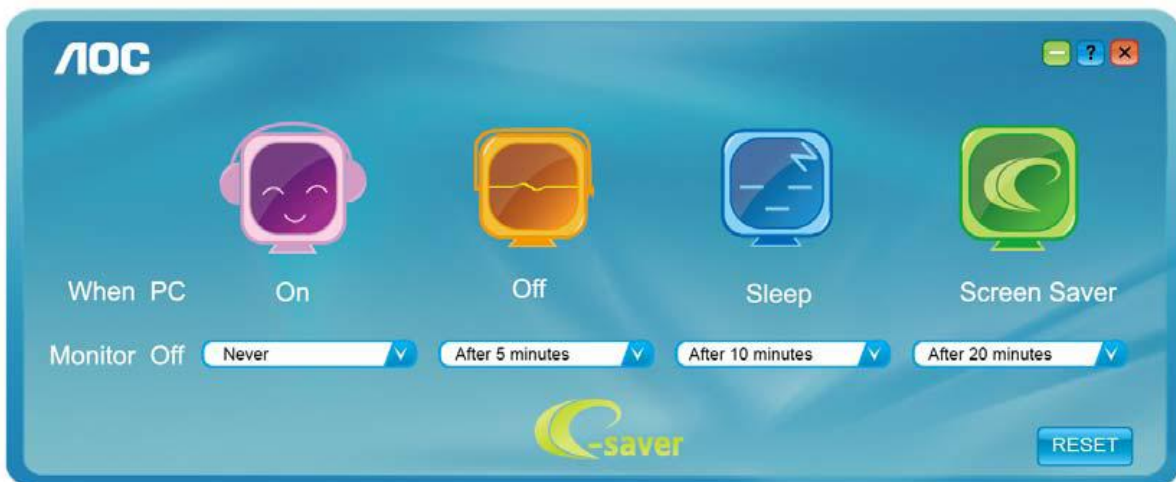 AOC
?
When PC On Off Sleep Screen Saver
Monitor Off Never After 5 minutes After 10 minutes After 20 minutes
e-saver
RESET